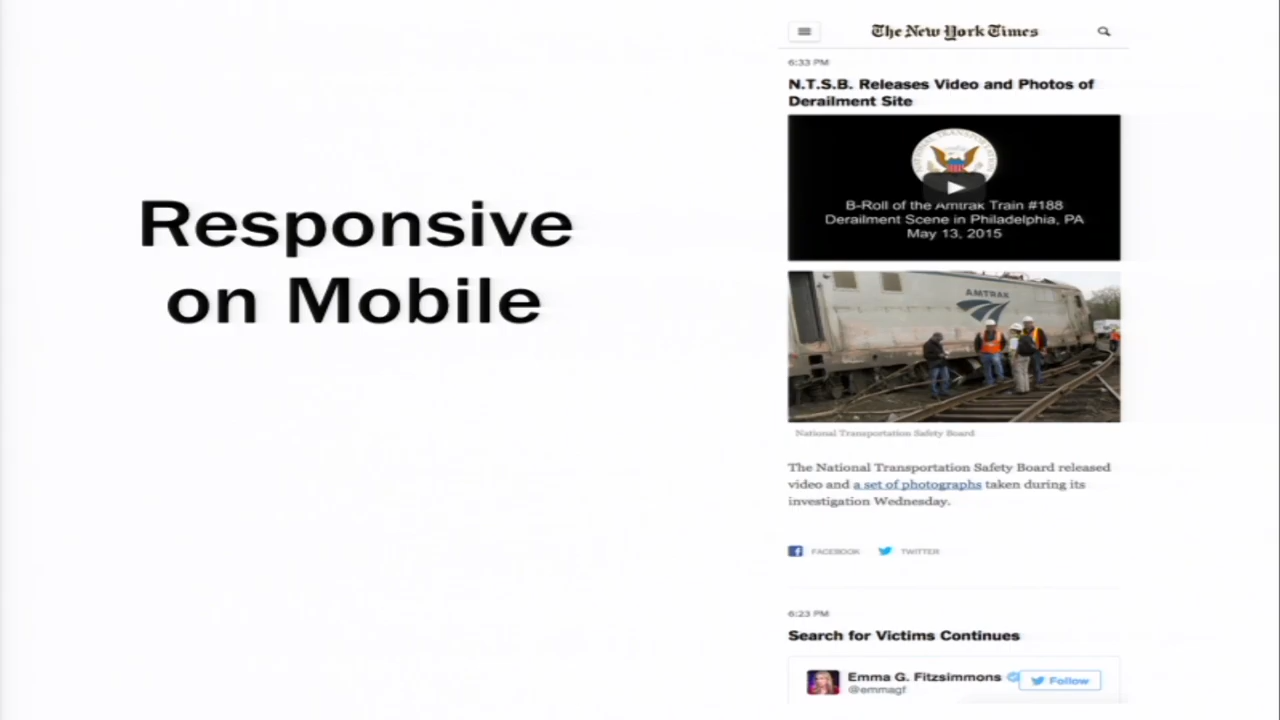 Responsive
on Mobile
The New York Times
6:33 PM
N.T.S.B. Releases Video and Photos of
Derailment Site
NATIONAL TRANSPORTATION
B-Roll of the Amtrak Train #188
Derailment Scene in Philadelphia, PA
May 13, 2015
AMTRAK
National Transportation Safety Board
The National Transportation Safety Board released
video and a set of photographs taken during its
investigation Wednesday.
FACEBOOK TWITTER
6:23 PM
Search for Victims Continues
Emma G. Fitzsimmons
Follow
@emmagf